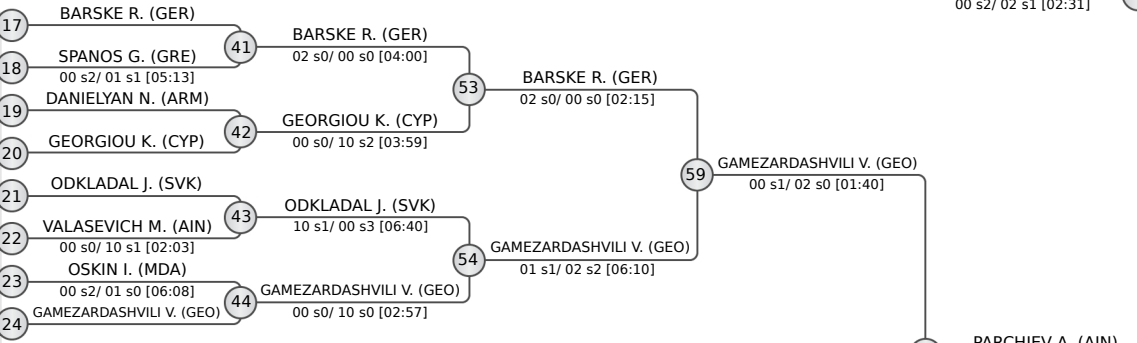 00 s2/ 02 s1 [02:31]
17
BARSKE R. (GER)
41
BARSKE R. (GER)
02 s0/ 00 s0 [04:00]
18
SPANOS G. (GRE)
00 s2/ 01 s1 [05:13]
53
BARSKE R. (GER)
02 s0/ 00 s0 [02:15]
19
DANIELYAN N. (ARM)
42
GEORGIOU K. (CYP)
00 s0/ 10 s2 [03:59]
20
GEORGIOU K. (CYP)
59
GAMEZARDASHVILI V. (GEO)
00 s1/ 02 s0 [01:40]
21
ODKLADAL J. (SVK)
43
ODKLADAL J. (SVK)
10 s1/ 00 s3 [06:40]
22
VALASEVICH M. (AIN)
00 s0/ 10 s1 [02:03]
54
GAMEZARDASHVILI V. (GEO)
01 s1/ 02 s2 [06:10]
23
OSKIN I. (MDA)
00 s2/ 01 s0 [06:08]
44
GAMEZARDASHVILI V. (GEO)
00 s0/ 10 s0 [02:57]
24
GAMEZARDASHVILI V. (GEO)
PARCHIEV A. (AIN)